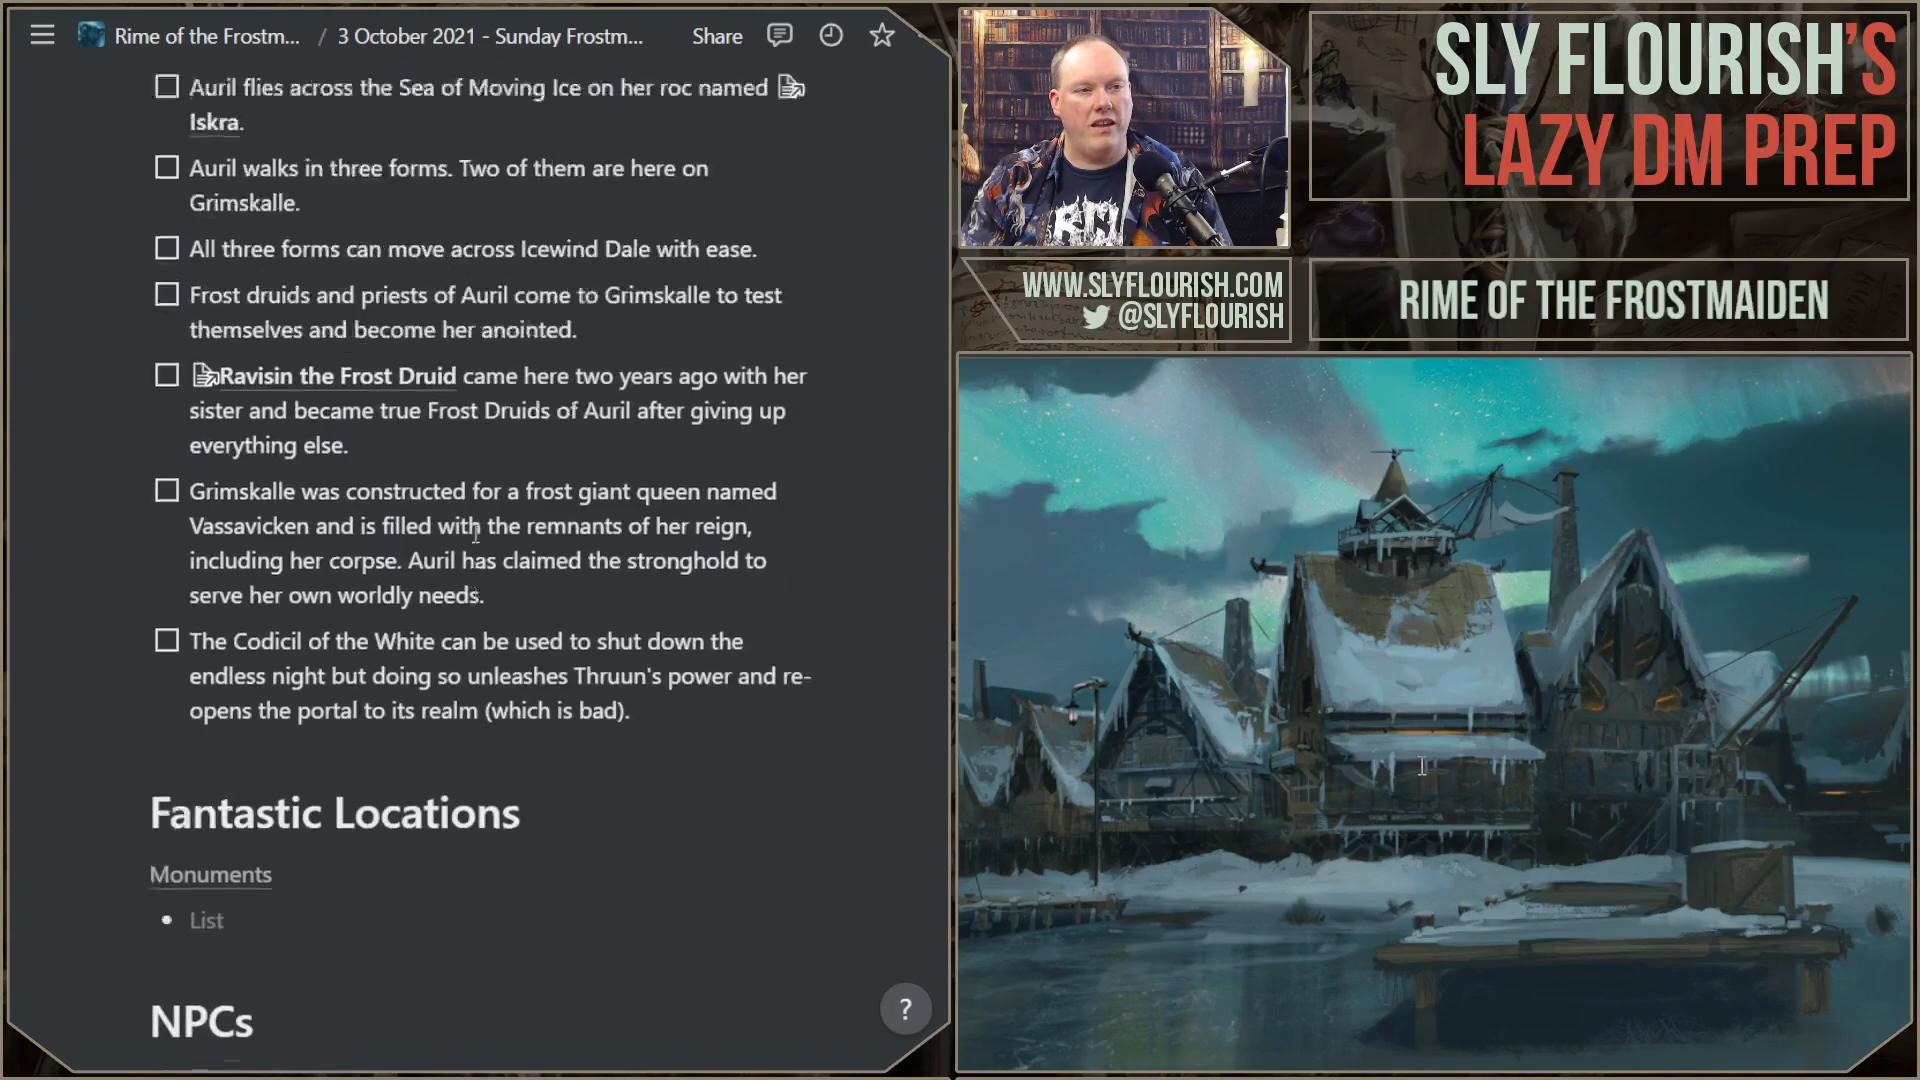 Rime of the Frostm... / 3 October 2021 - Sunday Frostm... Share
Auril flies across the Sea of Moving Ice on her roc named
Iskra.
Auril walks in three forms. Two of them are here on
Grimskalle.
All three forms can move across Icewind Dale with ease.
Frost druids and priests of Auril come to Grimskalle to test
themselves and become her anointed.
Ravisin the Frost Druid came here two years ago with her
sister and became true Frost Druids of Auril after giving up
everything else.
Grimskalle was constructed for a frost giant queen named
Vassavicken and is filled with the remnants of her reign,
including her corpse. Auril has claimed the stronghold to
serve her own worldly needs.
The Codicil of the White can be used to shut down the
endless night but doing so unleashes Thruun's power and re-
opens the portal to its realm (which is bad).
Fantastic Locations
Monuments
• List
NPCs
?
WWW.SLYFLOURISH.COM
@SLYFLOURISH
SLY FLOURISH'S
LAZY DM PREP
RIME OF THE FROSTMAIDEN